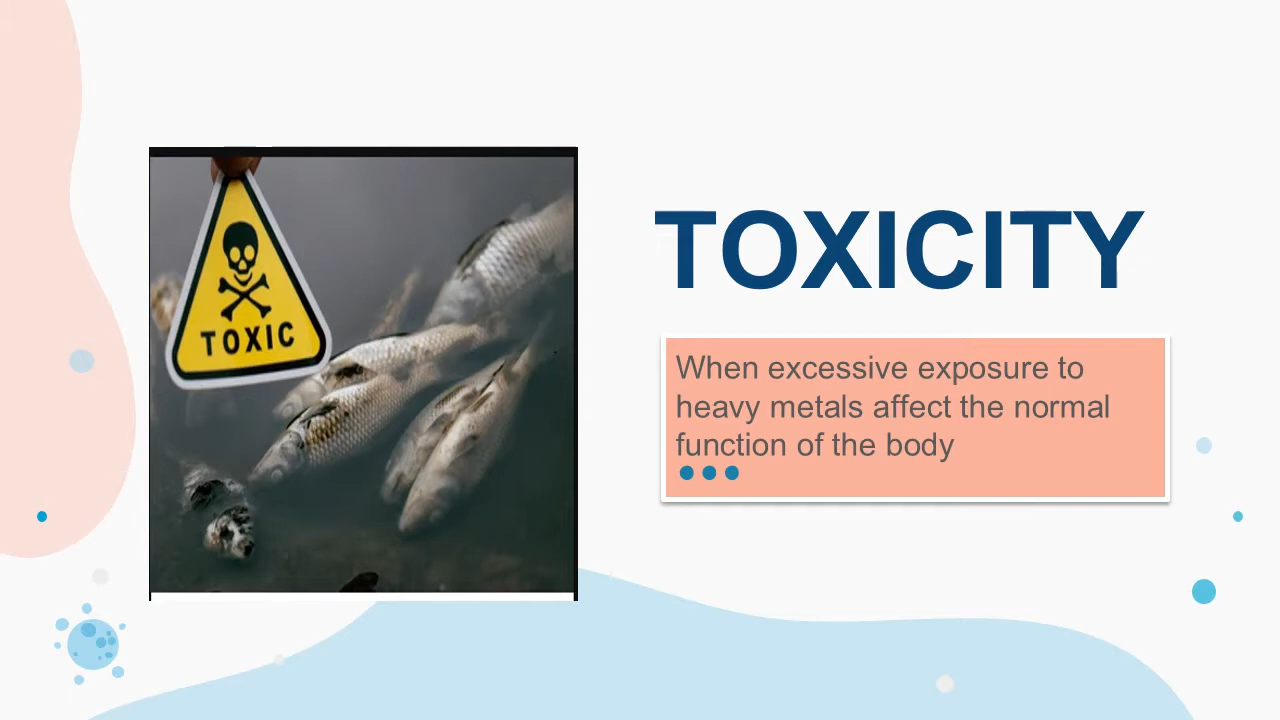 TOXIC
TOXICITY
When excessive exposure to
heavy metals affect the normal
function of the body